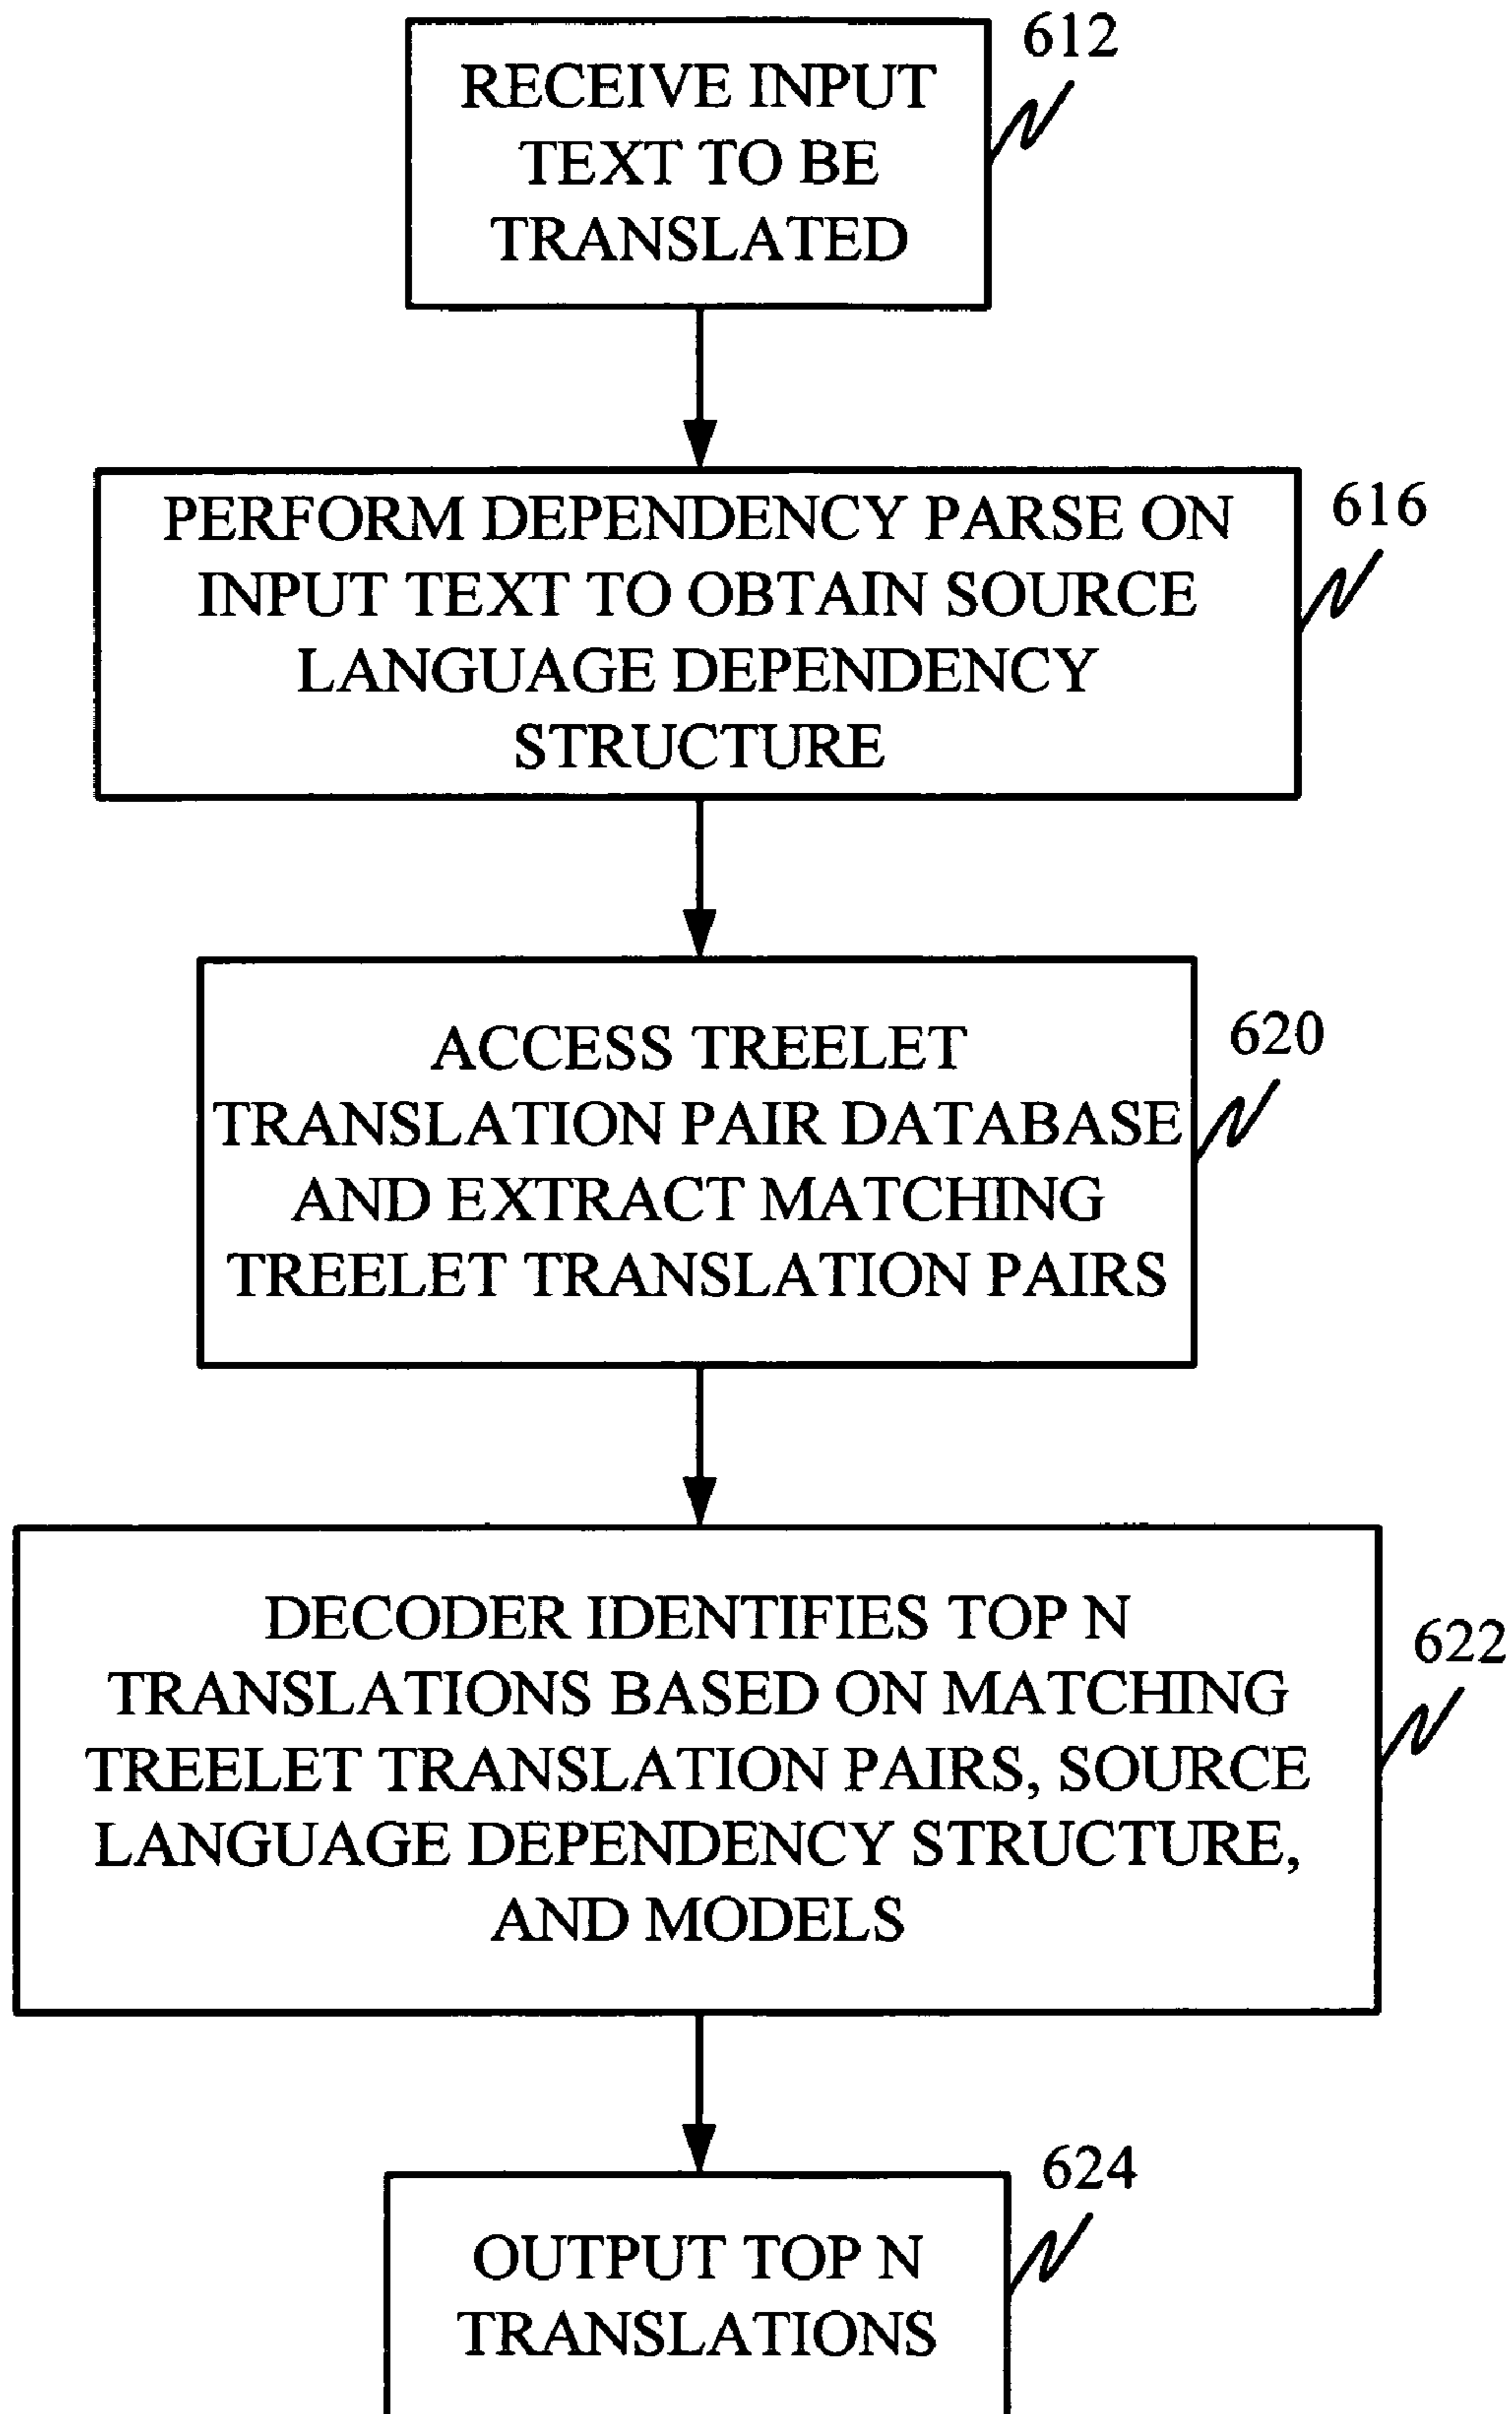 612
RECEIVE INPUT
TEXT TO BE
TRANSLATED
616
PERFORM DEPENDENCY PARSE ON
INPUT TEXT TO OBTAIN SOURCE
LANGUAGE DEPENDENCY
STRUCTURE
620
ACCESS TREELET
TRANSLATION PAIR DATABASE
AND EXTRACT MATCHING
TREELET TRANSLATION PAIRS
622
DECODER IDENTIFIES TOP N
TRANSLATIONS BASED ON MATCHING
TREELET TRANSLATION PAIRS, SOURCE
LANGUAGE DEPENDENCY STRUCTURE,
AND MODELS
624
OUTPUT TOP N
TRANSLATIONS